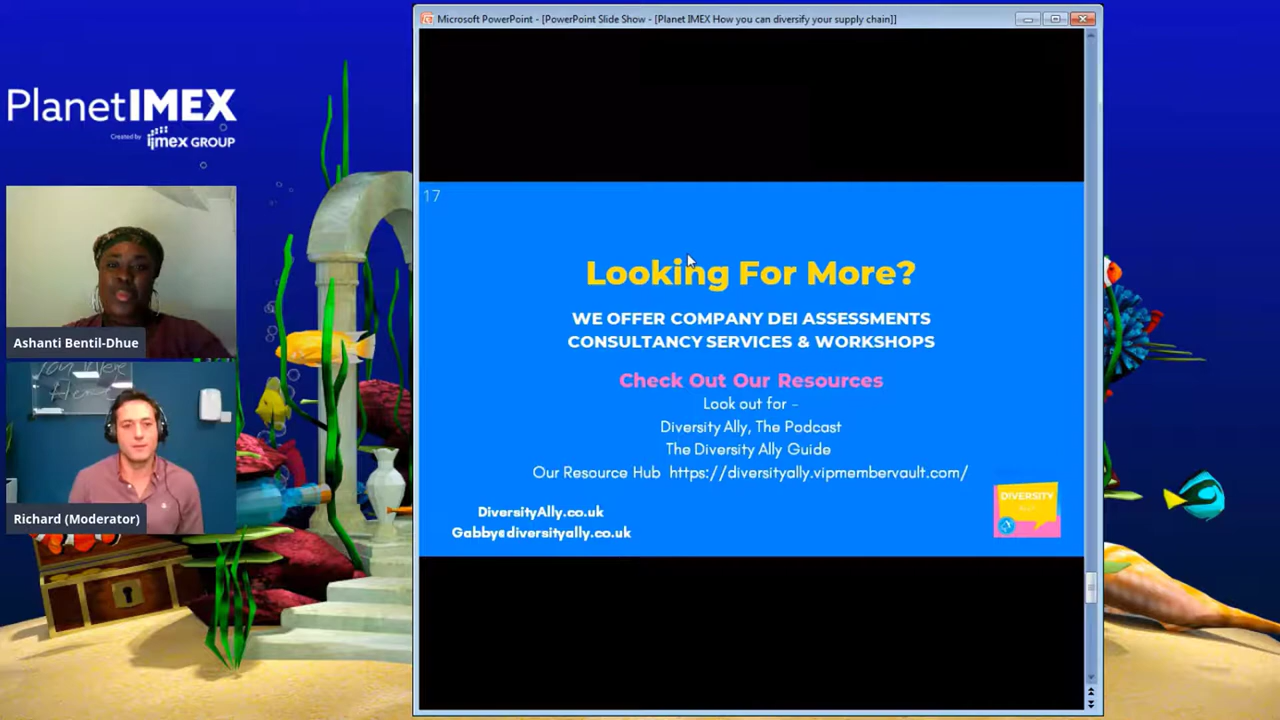 Microsoft PowerPoint - [PowerPoint Slide Show - [Planet IMEX How you can diversify your supply chain]]
PlanetIMEX
Created by imex GROUP
17
Looking For More?
WE OFFER COMPANY DEI ASSESSMENTS
CONSULTANCY SERVICES & WORKSHOPS
Check Out Our Resources
Look out for –
Diversity Ally, The Podcast
The Diversity Ally Guide
Our Resource Hub https://diversityally.vipmembervault.com/
DiversityAlly.co.uk
Gabby@diversityally.co.uk
DIVERSITY
Ashanti Bentil-Dhue
You Were
Richard (Moderator)